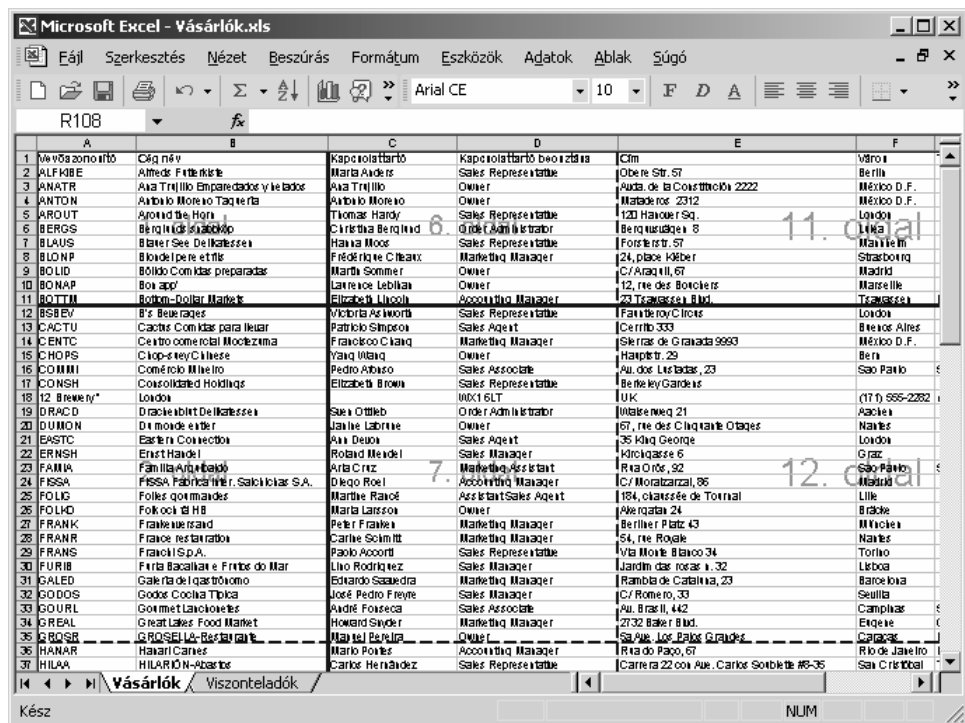 Microsoft Excel - Vásárlók.xls
Fájl Szerkesztés Nézet Beszúrás Formátum Eszközök Adatok Ablak Súgó
Arial CE 10 F D A
R108 fx
A B C D E F
1 Vevőazonosító Cég név Kapcsolattartó Kapcsolattartó beosztása Cím Város
2 ALFKIBE Alfreds Futterkiste Maria Anders Sales Representative Obere Str. 57 Berlin
3 ANATR Ana Trujillo Emparedados y helados Ana Trujillo Owner Avda. de la Constitución 2222 México D.F.
4 ANTON Antonio Moreno Taquería Antonio Moreno Owner Mataderos 2312 México D.F.
5 AROUT Around the Horn Thomas Hardy Sales Representative 120 Hanover Sq. London
6 BERGS Berglunds snabbköp Christina Berglund Order Administrator Berguvsvägen 8
7 BLAUS Blauer See Delikatessen Hanna Moos Sales Representative Forsterstr. 57 Mannheim
8 BLONP Blondel pere et fils Frédérique Citeaux Marketing Manager 24, place Kléber Strasbourg
9 BOLID Bólido Comidas preparadas Martín Sommer Owner C/ Araquil, 67 Madrid
10 BONAP Bon app' Laurence Lebihan Owner 12, rue des Bouchers Marseille
11 BOTTM Bottom-Dollar Markets Elizabeth Lincoln Accounting Manager 23 Tsawassen Blvd. Tsawassen
12 BSBEV B's Beverages Victoria Ashworth Sales Representative Fauntleroy Circus London
13 CACTU Cactus Comidas para llevar Patricio Simpson Sales Agent Cerrito 333 Buenos Aires
14 CENTC Centro comercial Moctezuma Francisco Chang Marketing Manager Sierras de Granada 9993 México D.F.
15 CHOPS Chop-suey Chinese Yang Wang Owner Hauptstr. 29 Bern
16 COMMI Comércio Mineiro Pedro Afonso Sales Associate Av. dos Lusíadas, 23 Sao Paulo
17 CONSH Consolidated Holdings Elizabeth Brown Sales Representative Berkeley Gardens
18 12 Brewery" London WX1 6LT UK (171) 555-2282
19 DRACD Drachenblut Delikatessen Sven Ottlieb Order Administrator Walserweg 21 Aachen
20 DUMON Du monde entier Janine Labrune Owner 67, rue des Cinquante Otages Nantes
21 EASTC Eastern Connection Ann Devon Sales Agent 35 King George London
22 ERNSH Ernst Handel Roland Mendel Sales Manager Kirchgasse 6 Graz
23 FAMIA Familia Arquibaldo Aria Cruz Marketing Assistant Rua Orós, 92 Sao Paulo
24 FISSA FISSA Fabrica Inter. Salchichas S.A. Diego Roel Accounting Manager C/ Moralzarzal, 86 Madrid
25 FOLIG Folies gourmandes Martine Rancé Assistant Sales Agent 184, chaussée de Tournai Lille
26 FOLKO Folk och fä HB Maria Larsson Owner Åkergatan 24 Bräcke
27 FRANK Frankenversand Peter Franken Marketing Manager Berliner Platz 43 München
28 FRANR France restauration Carine Schmitt Marketing Manager 54, rue Royale Nantes
29 FRANS Franchi S.p.A. Paolo Accorti Sales Representative Via Monte Bianco 34 Torino
30 FURIB Furia Bacalhau e Frutos do Mar Lino Rodriguez Sales Manager Jardim das rosas n. 32 Lisboa
31 GALED Galería del gastrónomo Eduardo Saavedra Marketing Manager Rambla de Cataluna, 23 Barcelona
32 GODOS Godos Cocina Típica José Pedro Freyre Sales Manager C/ Romero, 33 Sevilla
33 GOURL Gourmet Lanchonetes André Fonseca Sales Associate Av. Brasil, 442 Campinas
34 GREAL Great Lakes Food Market Howard Snyder Marketing Manager 2732 Baker Blvd. Eugene
35 GROSR GROSELLA-Restaurante Manuel Pereira Owner 5a Ave. Los Palos Grandes Caracas
36 HANAR Hanari Carnes Mario Pontes Accounting Manager Rua do Paço, 67 Rio de Janeiro
37 HILAA HILARIÓN-Abastos Carlos Hernández Sales Representative Carrera 22 con Ave. Carlos Soublette #8-35 San Cristóbal
6. oldal
11. oldal
7. oldal
12. oldal
Vásárlók Viszonteladók
Kész NUM